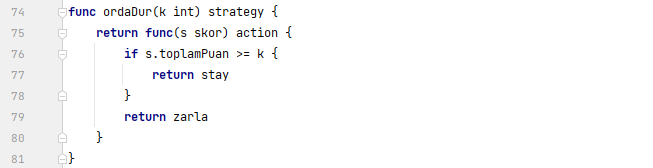 74 func ordaDur(k int) strategy {
75 return func(s skor) action {
76 if s.toplamPuan >= k {
77 return stay
78 }
79 return zarla
80 }
81 }